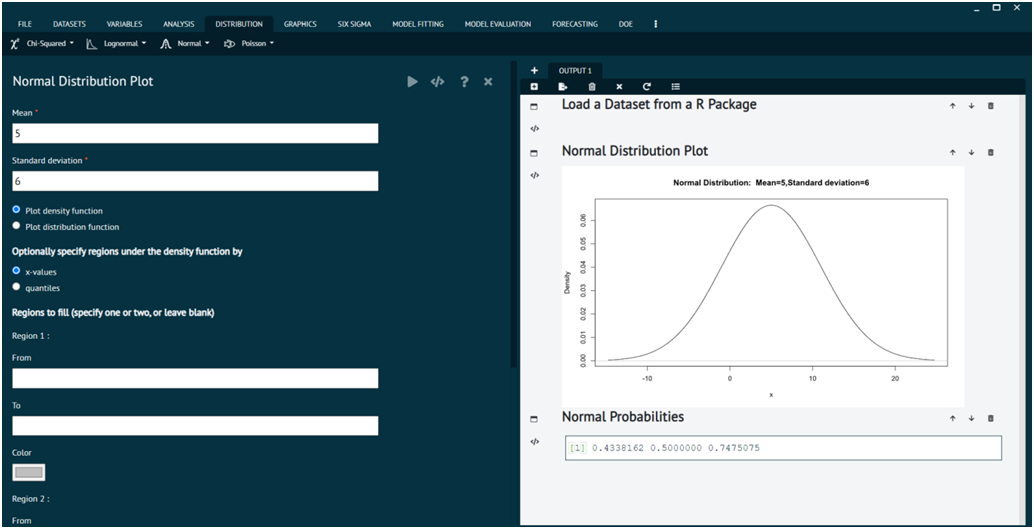 FILE DATASETS VARIABLES ANALYSIS DISTRIBUTION GRAPHICS SIX SIGMA MODEL FITTING MODEL EVALUATION FORECASTING DOE
χ² Chi-Squared Lognormal Normal Poisson
Normal Distribution Plot
Mean *
5
Standard deviation *
6
Plot density function
Plot distribution function
Optionally specify regions under the density function by
x-values
quantiles
Regions to fill (specify one or two, or leave blank)
Region 1 :
From
To
Color
Region 2 :
From
OUTPUT 1
Load a Dataset from a R Package
Normal Distribution Plot
Normal Distribution: Mean=5,Standard deviation=6
Density
0.06
0.05
0.04
0.03
0.02
0.01
0.00
-10 0 10 20
x
Normal Probabilities
[1] 0.4338162 0.5000000 0.7475075